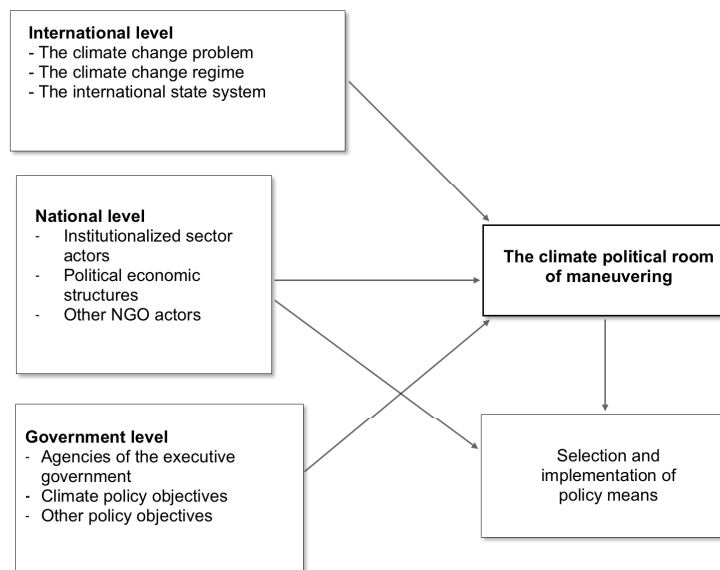 International level
- The climate change problem
- The climate change regime
- The international state system
National level
- Institutionalized sector
actors
- Political economic
structures
- Other NGO actors
The climate political room
of maneuvering
Government level
- Agencies of the executive
government
- Climate policy objectives
- Other policy objectives
Selection and
implementation of
policy means